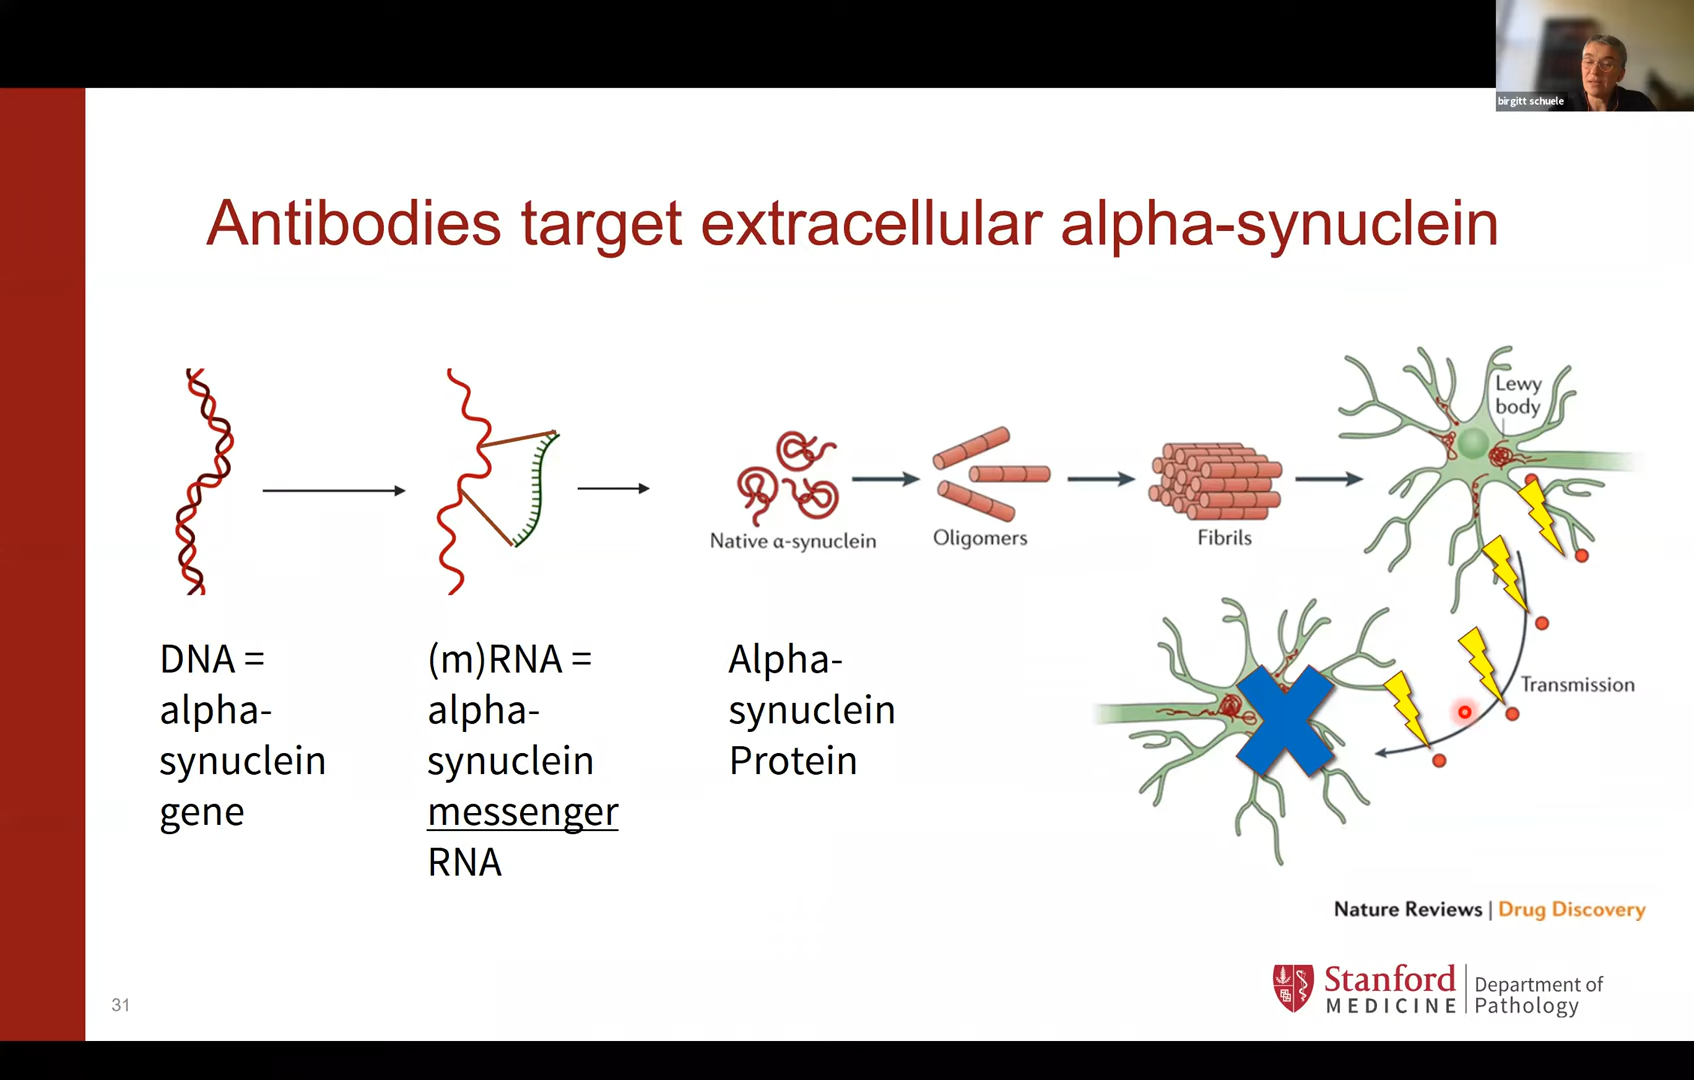 birgitt schuele
Antibodies target extracellular alpha-synuclein
Lewy
body
Native α-synuclein
Oligomers
Fibrils
Transmission
DNA =
alpha-
synuclein
gene
(m)RNA =
alpha-
synuclein
messenger
RNA
Alpha-
synuclein
Protein
Nature Reviews | Drug Discovery
31
Stanford
MEDICINE
Department of
Pathology